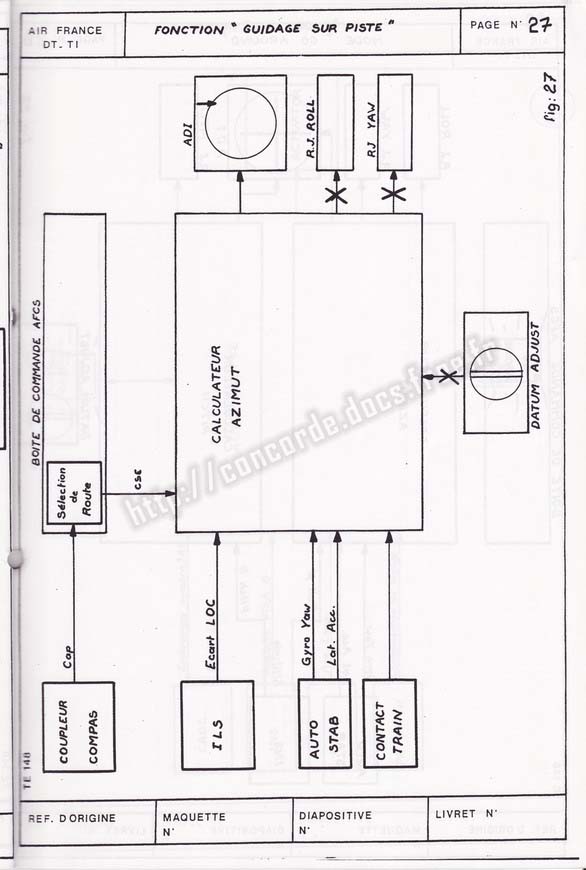 AIR FRANCE
DT. TI
FONCTION "GUIDAGE SUR PISTE"
PAGE N° 27
fig: 27
ADI
R.J. ROLL
RJ YAW
BOITE DE COMMANDE AFCS
Sélection
de
Route
CSE
CALCULATEUR
AZIMUT
DATUM ADJUST
http://concorde.docs.free.fr
Cap
Ecart LOC
Gyro Yaw
Lat. Acc.
COUPLEUR
COMPAS
ILS
AUTO
STAB
CONTACT
TRAIN
TE 148
REF. D'ORIGINE
MAQUETTE
N°
DIAPOSITIVE
N°
LIVRET N°